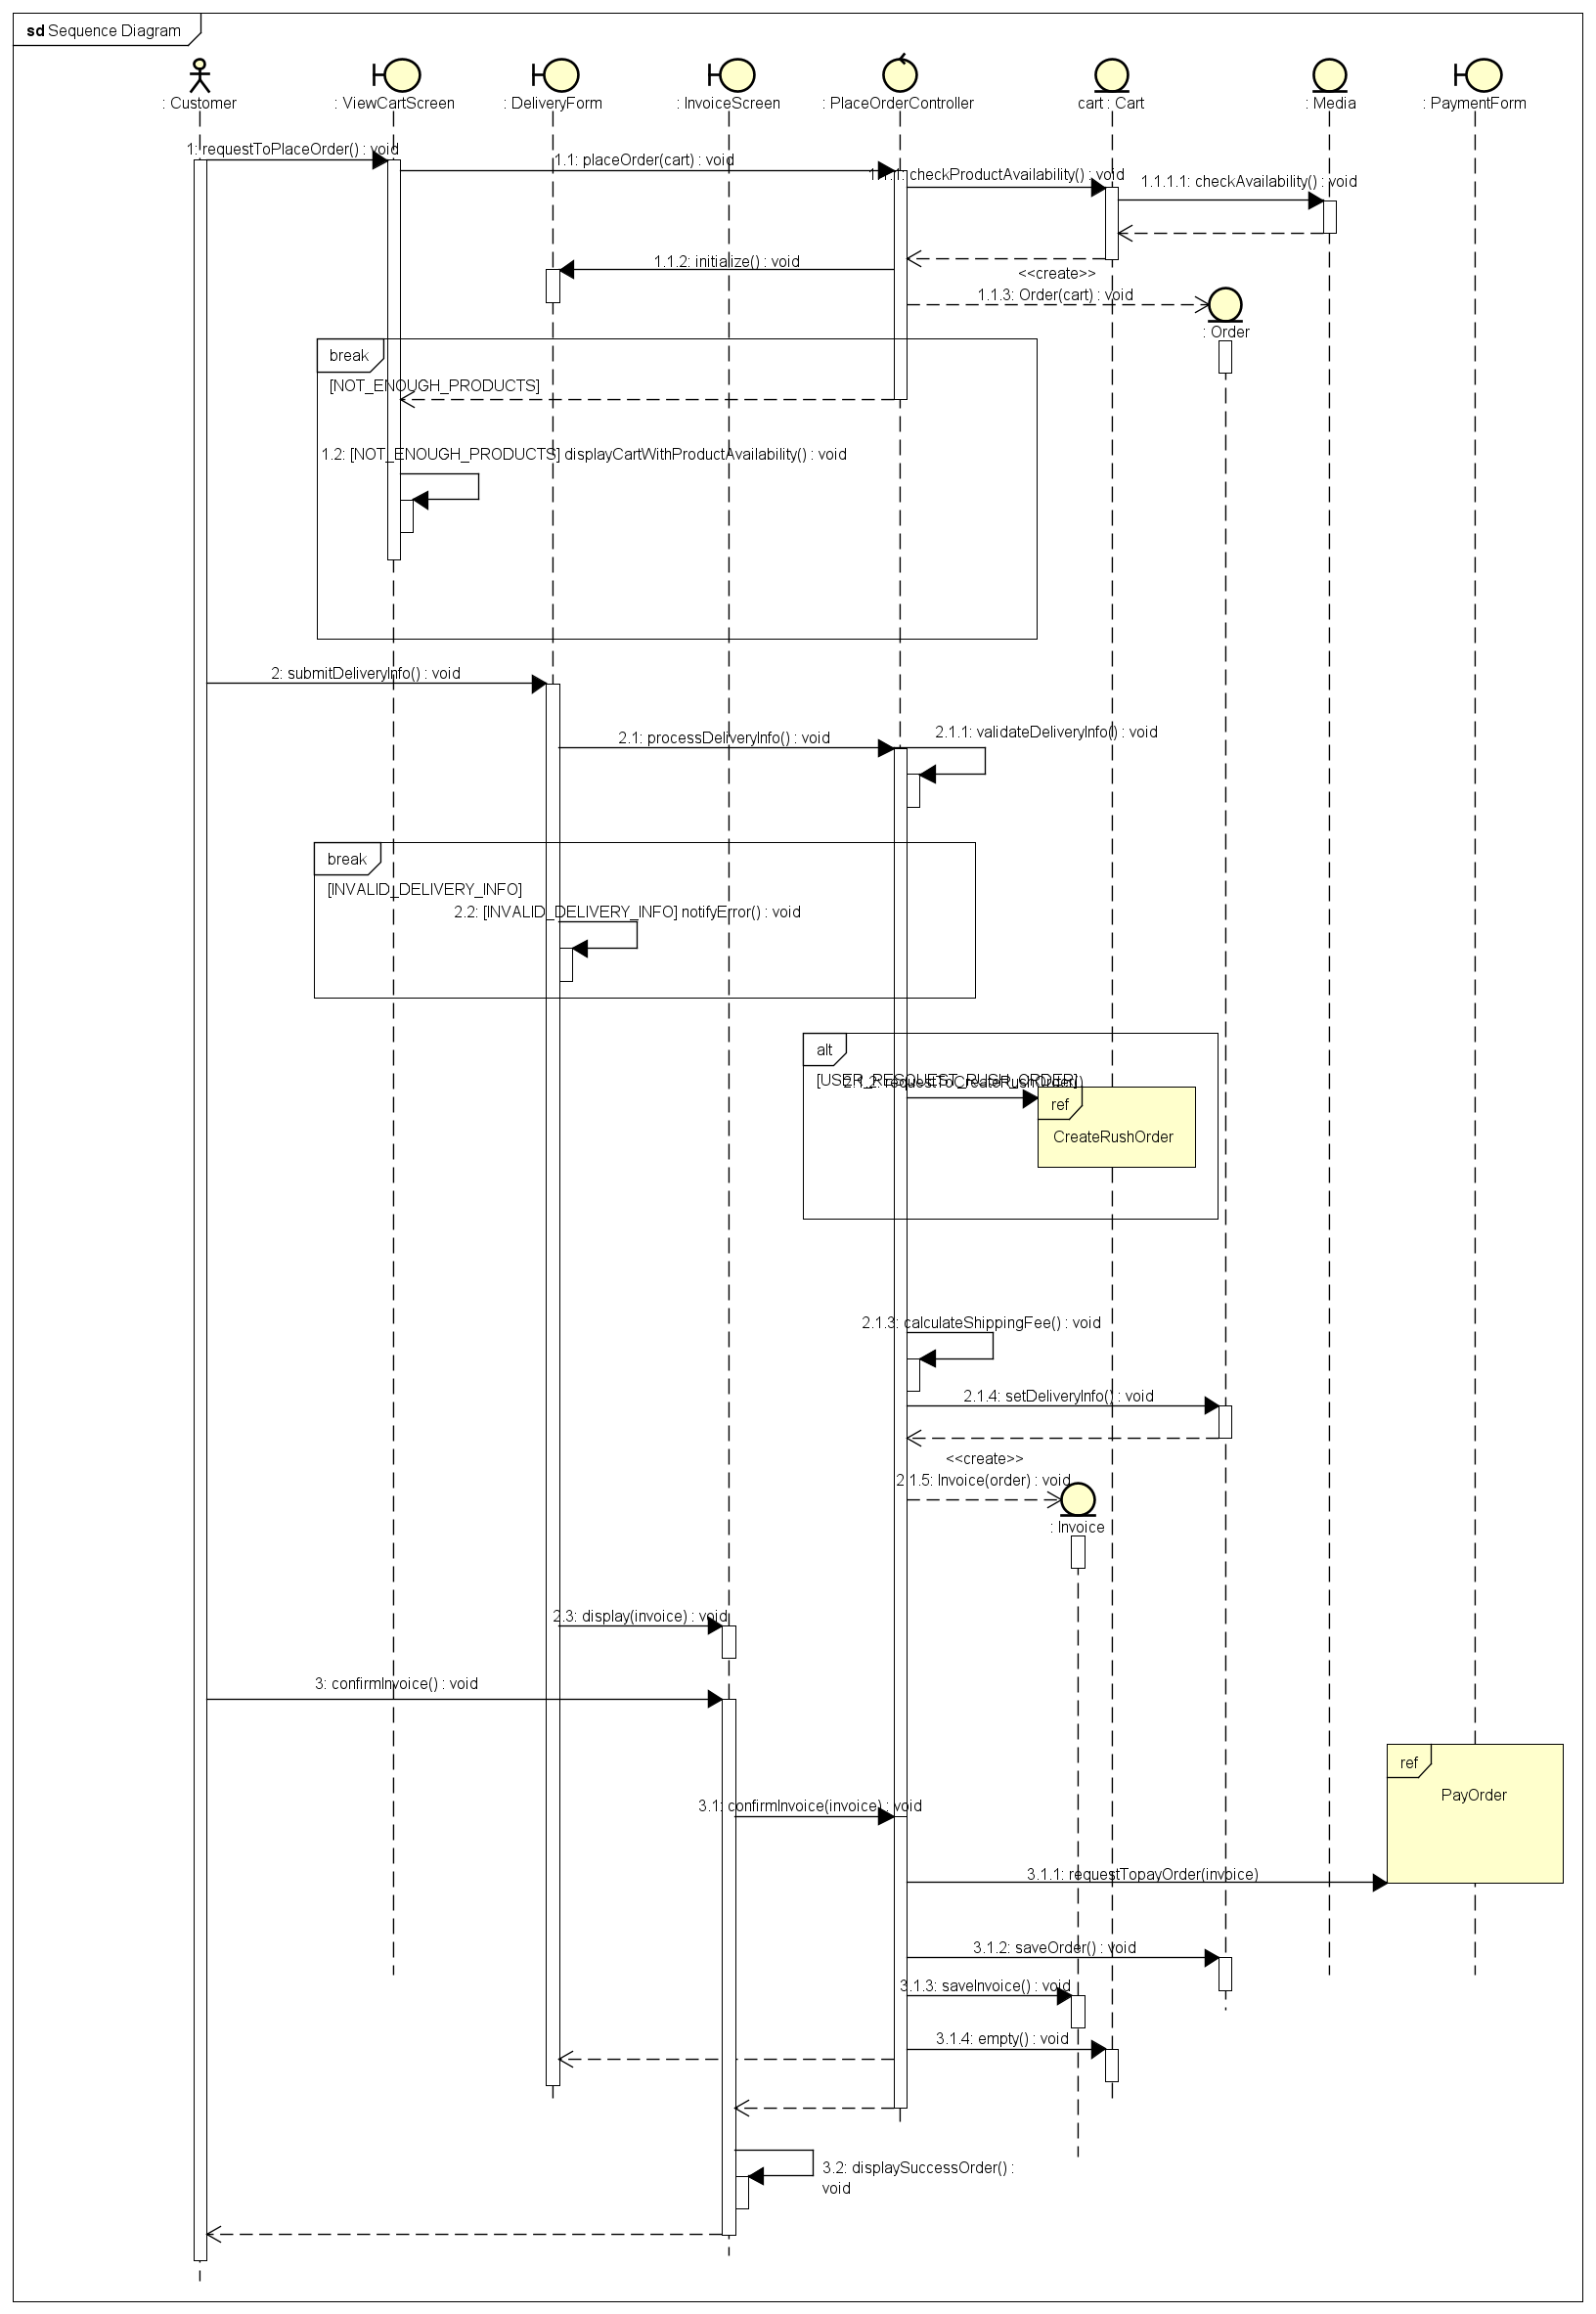 sd Sequence Diagram
: Customer
: ViewCartScreen
: DeliveryForm
: InvoiceScreen
: PlaceOrderController
cart : Cart
: Media
: PaymentForm
1: requestToPlaceOrder() : void
1.1: placeOrder(cart) : void
1.1.1: checkProductAvailability() : void
1.1.1.1: checkAvailability() : void
1.1.2: initialize() : void
<<create>>
1.1.3: Order(cart) : void
: Order
break
[NOT_ENOUGH_PRODUCTS]
1.2: [NOT_ENOUGH_PRODUCTS] displayCartWithProductAvailability() : void
2: submitDeliveryInfo() : void
2.1: processDeliveryInfo() : void
2.1.1: validateDeliveryInfo() : void
break
[INVALID_DELIVERY_INFO]
2.2: [INVALID_DELIVERY_INFO] notifyError() : void
alt
[USER_RESQUEST_RUSH_ORDER]
2.1.2: requestToCreateRushOrder()
ref
CreateRushOrder
2.1.3: calculateShippingFee() : void
2.1.4: setDeliveryInfo() : void
<<create>>
2.1.5: Invoice(order) : void
: Invoice
2.3: display(invoice) : void
3: confirmInvoice() : void
ref
PayOrder
3.1: confirmInvoice(invoice) : void
3.1.1: requestTopayOrder(invoice)
3.1.2: saveOrder() : void
3.1.3: saveInvoice() : void
3.1.4: empty() : void
3.2: displaySuccessOrder() :
void